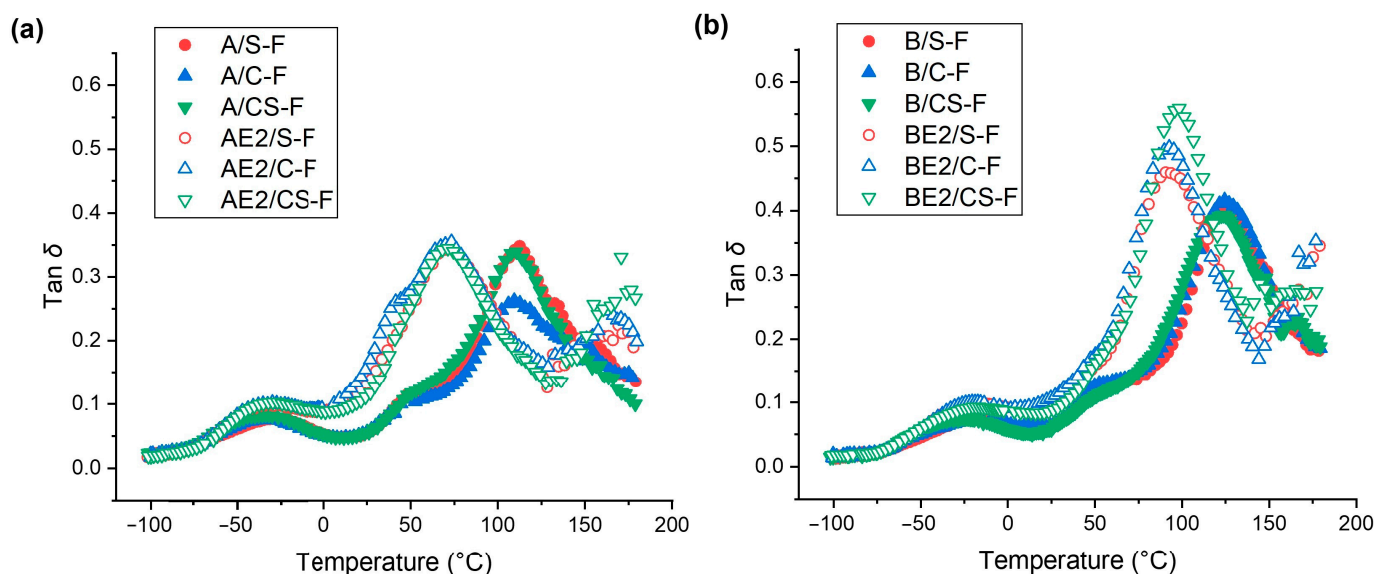 (a)
A/S-F
A/C-F
A/CS-F
AE2/S-F
AE2/C-F
AE2/CS-F
0.6
0.5
0.4
0.3
0.2
0.1
0.0
Tan δ
−100
−50
0
50
100
150
200
Temperature (°C)
(b)
B/S-F
B/C-F
B/CS-F
BE2/S-F
BE2/C-F
BE2/CS-F
0.6
0.5
0.4
0.3
0.2
0.1
0.0
Tan δ
−100
−50
0
50
100
150
200
Temperature (°C)